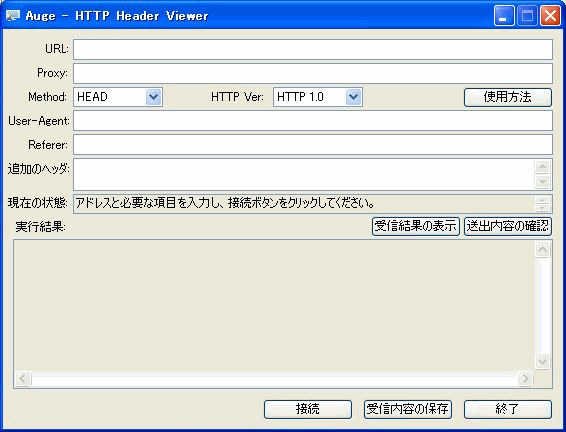 Auge - HTTP Header Viewer
URL:
Proxy:
Method: HEAD HTTP Ver: HTTP 1.0 使用方法
User-Agent:
Referer:
追加のヘッダ:
現在の状態: アドレスと必要な項目を入力し、接続ボタンをクリックしてください。
実行結果: 受信結果の表示 送出内容の確認
接続 受信内容の保存 終了